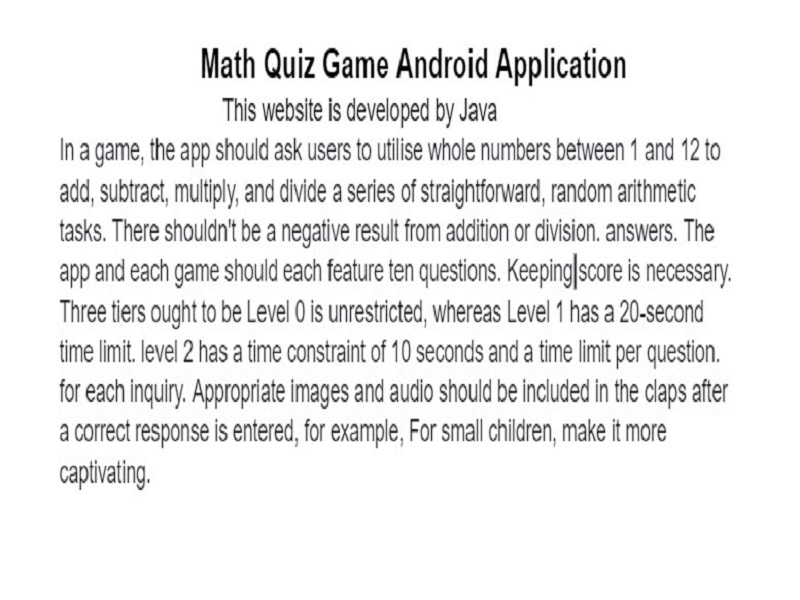 Math Quiz Game Android Application
This website is developed by Java
In a game, the app should ask users to utilise whole numbers between 1 and 12 to
add, subtract, multiply, and divide a series of straightforward, random arithmetic
tasks. There shouldn't be a negative result from addition or division. answers. The
app and each game should each feature ten questions. Keeping score is necessary.
Three tiers ought to be Level 0 is unrestricted, whereas Level 1 has a 20-second
time limit. level 2 has a time constraint of 10 seconds and a time limit per question.
for each inquiry. Appropriate images and audio should be included in the claps after
a correct response is entered, for example, For small children, make it more
captivating.